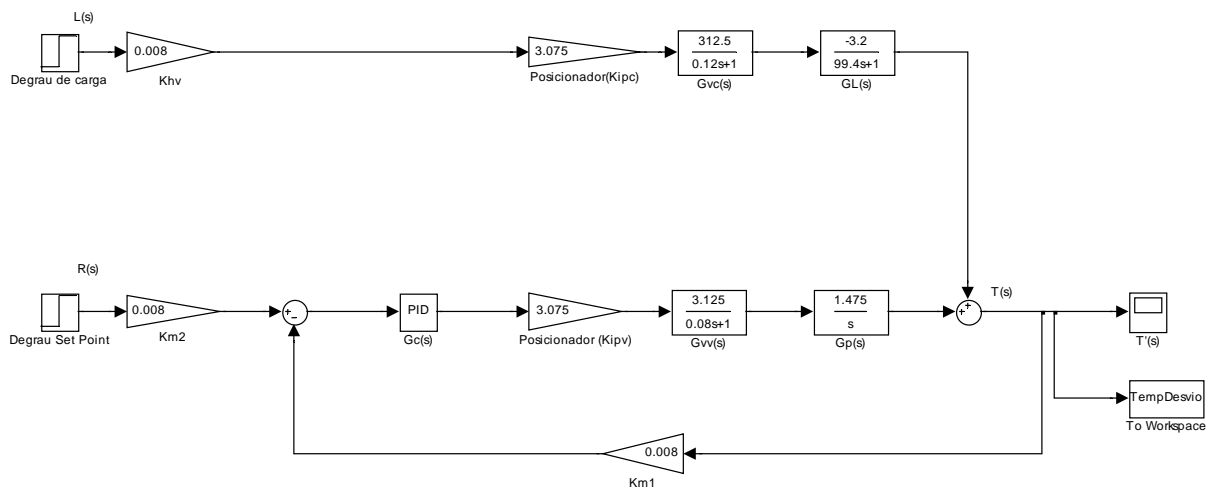 L(s)
0.008
Degrau de carga
Khv
3.075
Posicionador(Kipc)
312.5
0.12s+1
Gvc(s)
-3.2
99.4s+1
GL(s)
R(s)
0.008
Degrau Set Point
Km2
PID
Gc(s)
3.075
Posicionador (Kipv)
3.125
0.08s+1
Gvv(s)
1.475
s
Gp(s)
T(s)
T'(s)
TempDesvio
To Workspace
0.008
Km1